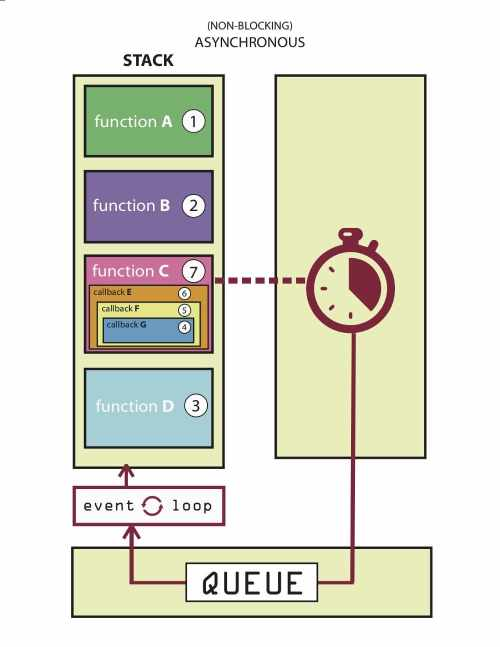 (NON-BLOCKING)
ASYNCHRONOUS
STACK
function A 1
function B 2
function C 7
callback E 6
callback F 5
callback G 4
function D 3
event loop
QUEUE